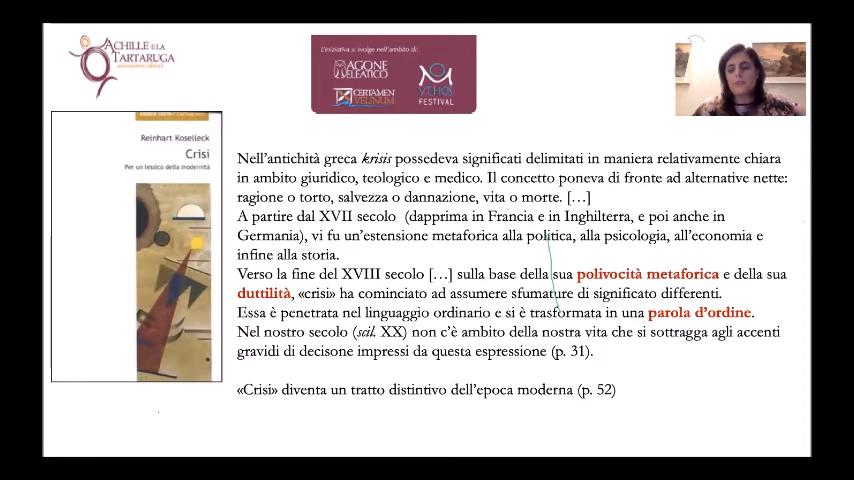 ACHILLE E LA
TARTARUGA
associazione culturale
L'iniziativa si svolge nell'ambito di:
AGONE
ELEATICO
CERTAMEN
VELINUM
MYTHOS
FESTIVAL
Reinhart Koselleck
Crisi
Per un lessico della modernità
Nell'antichità greca krisis possedeva significati delimitati in maniera relativamente chiara
in ambito giuridico, teologico e medico. Il concetto poneva di fronte ad alternative nette:
ragione o torto, salvezza o dannazione, vita o morte. […]
A partire dal XVII secolo (dapprima in Francia e in Inghilterra, e poi anche in
Germania), vi fu un'estensione metaforica alla politica, alla psicologia, all'economia e
infine alla storia.
Verso la fine del XVIII secolo […] sulla base della sua polivocità metaforica e della sua
duttilità, «crisi» ha cominciato ad assumere sfumature di significato differenti.
Essa è penetrata nel linguaggio ordinario e si è trasformata in una parola d'ordine.
Nel nostro secolo (scil. XX) non c'è ambito della nostra vita che si sottragga agli accenti
gravidi di decisone impressi da questa espressione (p. 31).
«Crisi» diventa un tratto distintivo dell'epoca moderna (p. 52)